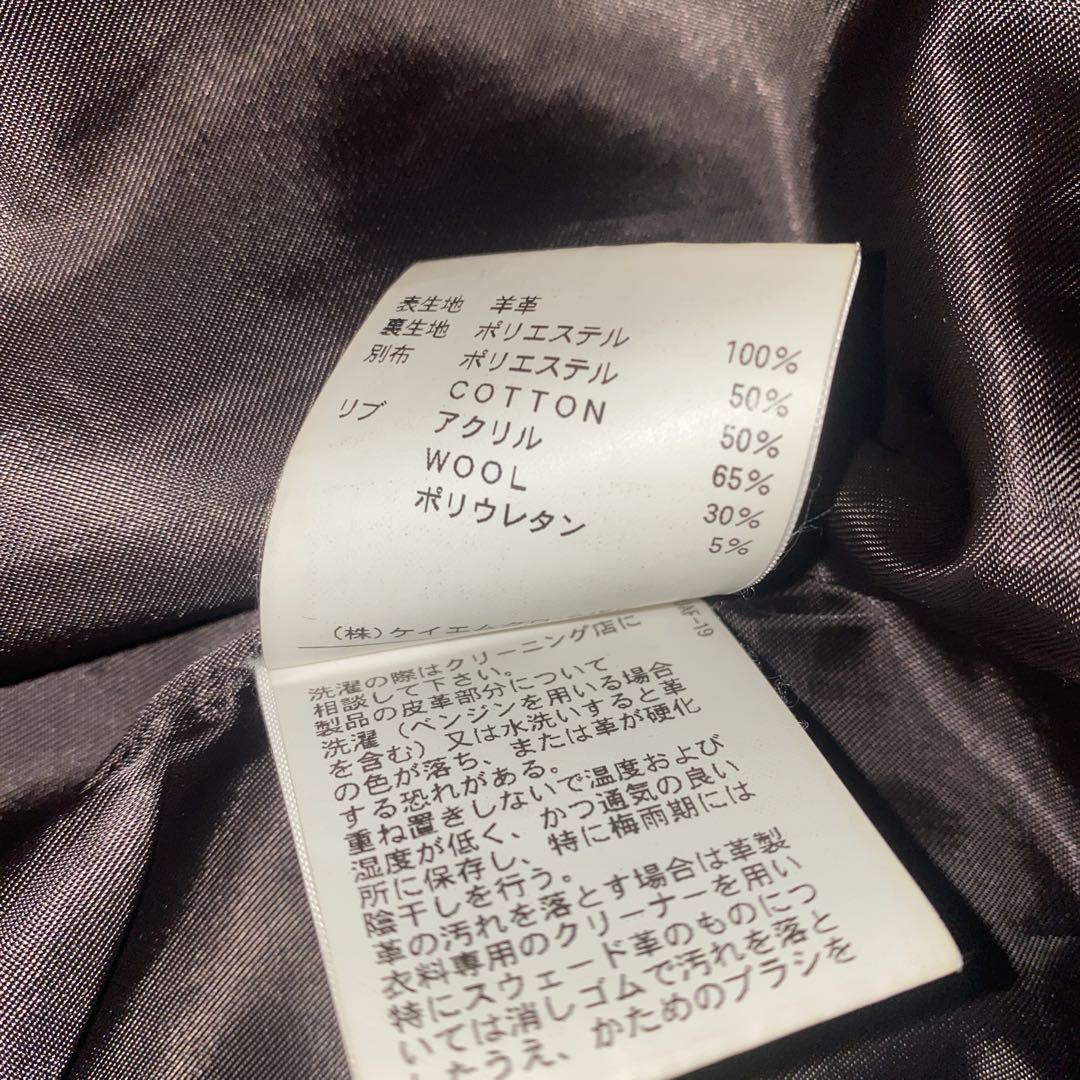 表生地 羊革
裏生地 ポリエステル 100%
別布 ポリエステル 50%
COTTON 50%
リブ アクリル 65%
WOOL 30%
ポリウレタン 5%
(株)ケイエム
AF-19
洗濯の際はクリーニング店に
相談して下さい。
製品の皮革部分について
洗濯(ベンジンを用いる場合
を含む)又は水洗いすると革
の色が落ち、または革が硬化
する恐れがある。
重ね置きしないで温度および
湿度が低く、かつ通気の良い
所に保存し、特に梅雨期には
陰干しを行う。
革の汚れを落とす場合は革製
衣料専用のクリーナーを用い
特にスウェード革のものにつ
いては消しゴムで汚れを落と
したうえ、かためのブラシを